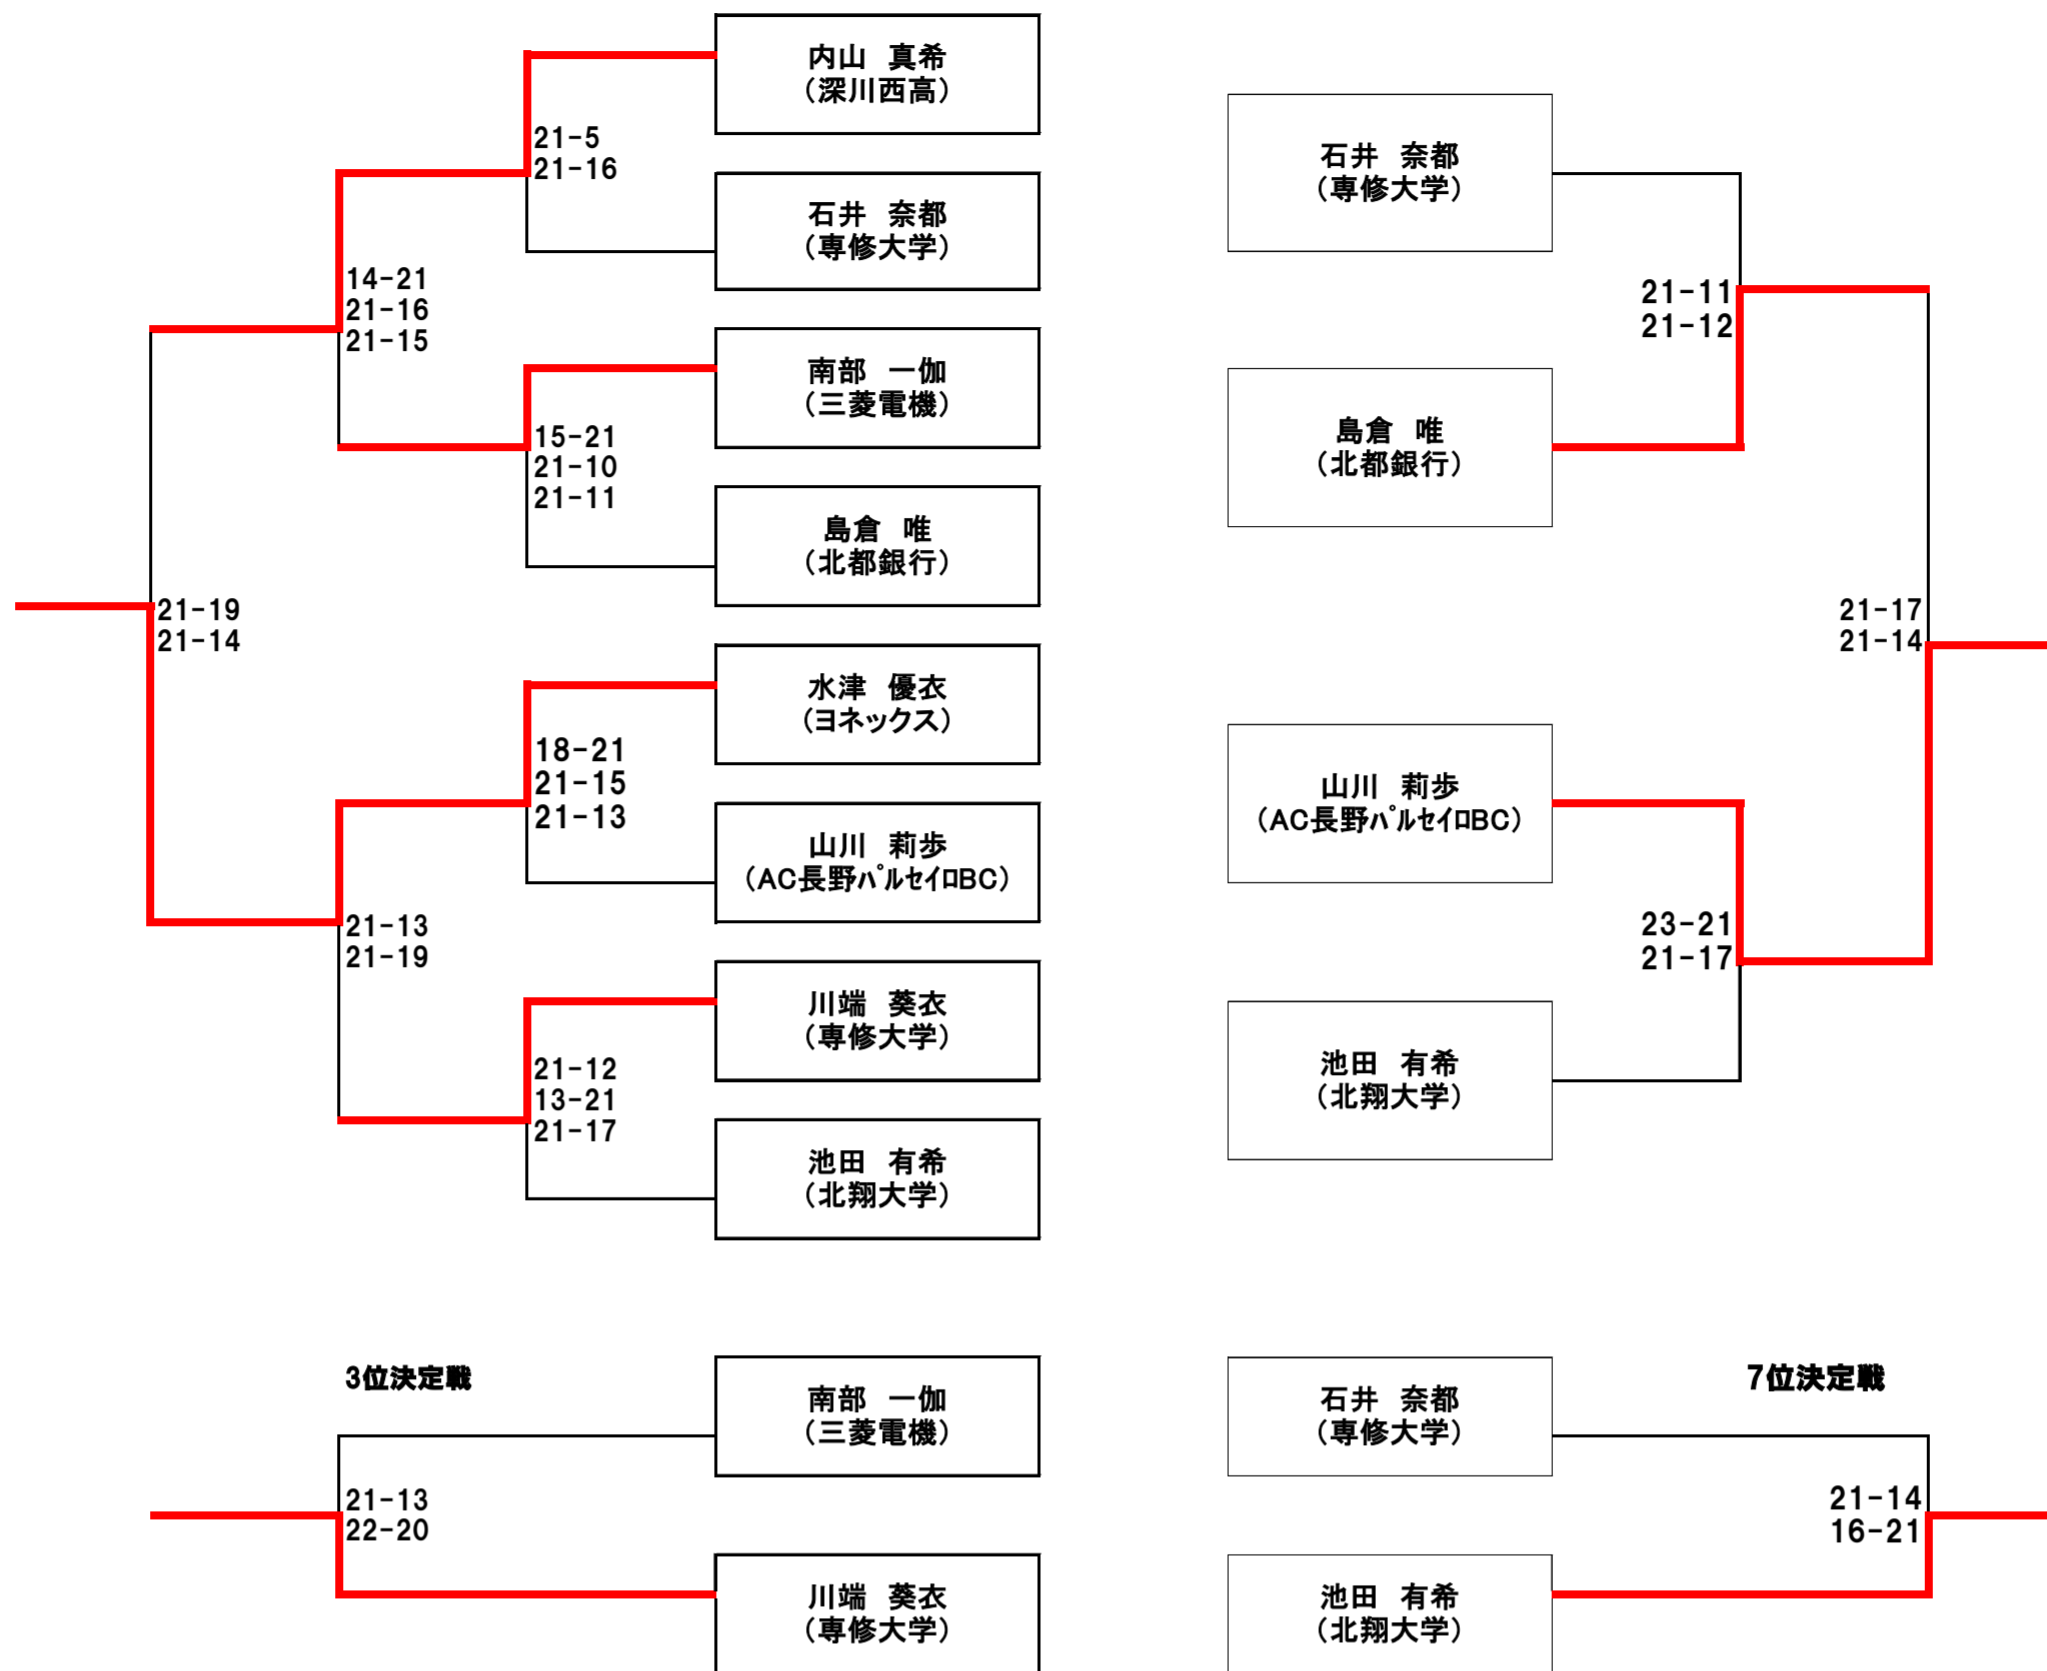 内山　真希
（深川西高）
21-5
21-16
石井　奈都
（専修大学）
14-21
21-16
21-15
南部　一伽
（三菱電機）
15-21
21-10
21-11
島倉　唯
（北都銀行）
21-19
21-14
水津　優衣
（ヨネックス）
18-21
21-15
21-13
山川　莉歩
（AC長野ﾊﾟﾙｾｲﾛBC）
21-13
21-19
川端　葵衣
（専修大学）
21-12
13-21
21-17
池田　有希
（北翔大学）
石井　奈都
（専修大学）
21-11
21-12
島倉　唯
（北都銀行）
21-17
21-14
山川　莉歩
（AC長野ﾊﾟﾙｾｲﾛBC）
23-21
21-17
池田　有希
（北翔大学）
3位決定戦
南部　一伽
（三菱電機）
21-13
22-20
川端　葵衣
（専修大学）
7位決定戦
石井　奈都
（専修大学）
21-14
16-21
池田　有希
（北翔大学）